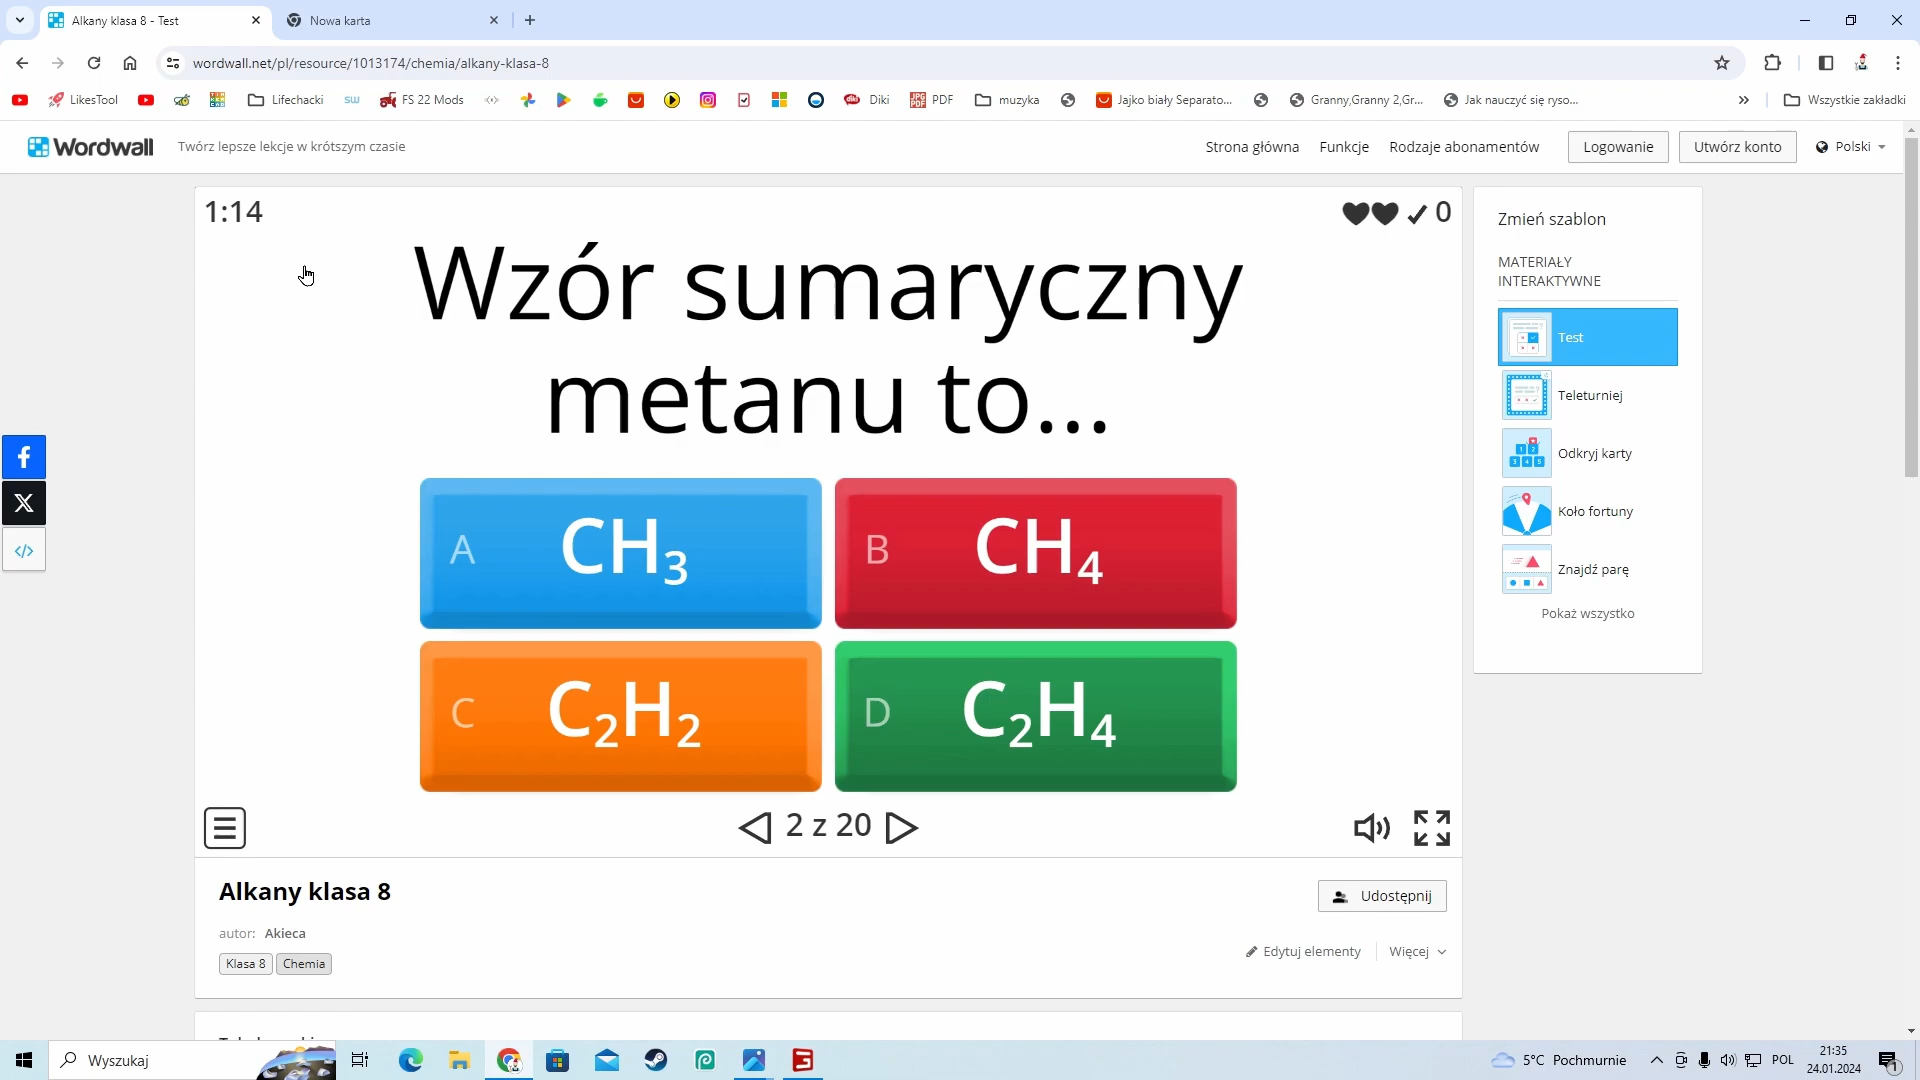 Alkany klasa 8 - Test
Nowa karta
wordwall.net/pl/resource/1013174/chemia/alkany-klasa-8
LikesTool
Lifechacki
SW
FS 22 Mods
diki Diki
JPG PDF PDF
muzyka
Jajko biały Separato...
Granny,Granny 2,Gr...
Jak nauczyć się ryso...
Wszystkie zakładki
Wordwall
Twórz lepsze lekcje w krótszym czasie
Strona główna
Funkcje
Rodzaje abonamentów
Logowanie
Utwórz konto
Polski
1:14
0
Wzór sumaryczny
metanu to...
A CH₃
B CH₄
C C₂H₂
D C₂H₄
2 z 20
Zmień szablon
MATERIAŁY
INTERAKTYWNE
Test
Teleturniej
Odkryj karty
Koło fortuny
Znajdź parę
Pokaż wszystko
Alkany klasa 8
Udostępnij
autor: Akieca
Edytuj elementy
Więcej
Klasa 8
Chemia
Wyszukaj
5°C Pochmurnie
POL
21:35
24.01.2024
1